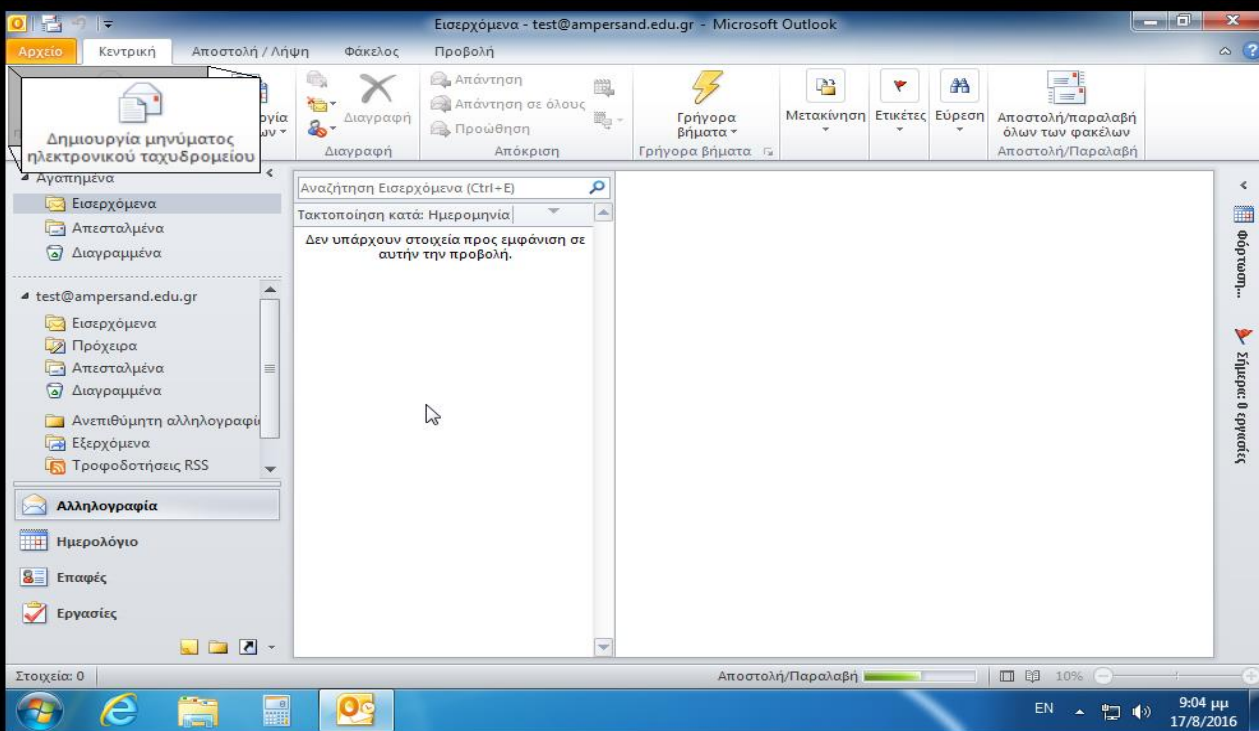 Εισερχόμενα - test@ampersand.edu.gr - Microsoft Outlook
Αρχείο Κεντρική Αποστολή / Λήψη Φάκελος Προβολή
Δημιουργία μηνύματος
ηλεκτρονικού ταχυδρομείου
Διαγραφή
Διαγραφή
Απάντηση
Απάντηση σε όλους
Προώθηση
Απόκριση
Γρήγορα
βήματα
Γρήγορα βήματα
Μετακίνηση Ετικέτες Εύρεση
Αποστολή/παραλαβή
όλων των φακέλων
Αποστολή/Παραλαβή
Αγαπημένα
Εισερχόμενα
Απεσταλμένα
Διαγραμμένα
test@ampersand.edu.gr
Εισερχόμενα
Πρόχειρα
Απεσταλμένα
Διαγραμμένα
Ανεπιθύμητη
Εξερχόμενα
Τροφοδοτήσεις RSS
Αλληλογραφία
Ημερολόγιο
Επαφές
Εργασίες
Αναζήτηση Εισερχόμενα (Ctrl+E)
Τακτοποίηση κατά: Ημερομηνία
Δεν υπάρχουν στοιχεία προς εμφάνιση σε
αυτήν την προβολή.
Φόρτωση...
Σήμερα: 0 εργασίες
Στοιχεία: 0
Αποστολή/Παραλαβή
10%
EN
9:04 μμ
17/8/2016